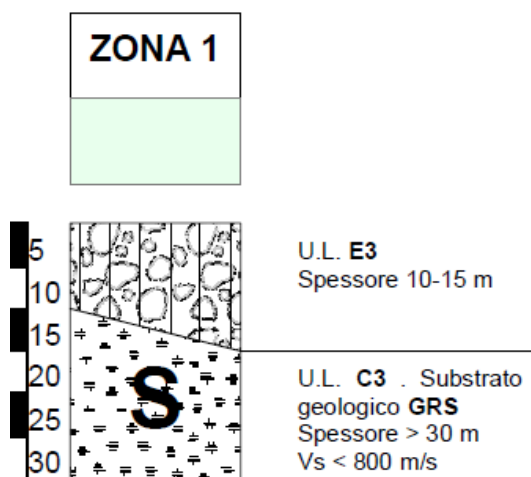 ZONA 1
5
10
15
20
25
30
U.L. E3
Spessore 10-15 m
S
U.L. C3 . Substrato
geologico GRS
Spessore > 30 m
Vs < 800 m/s